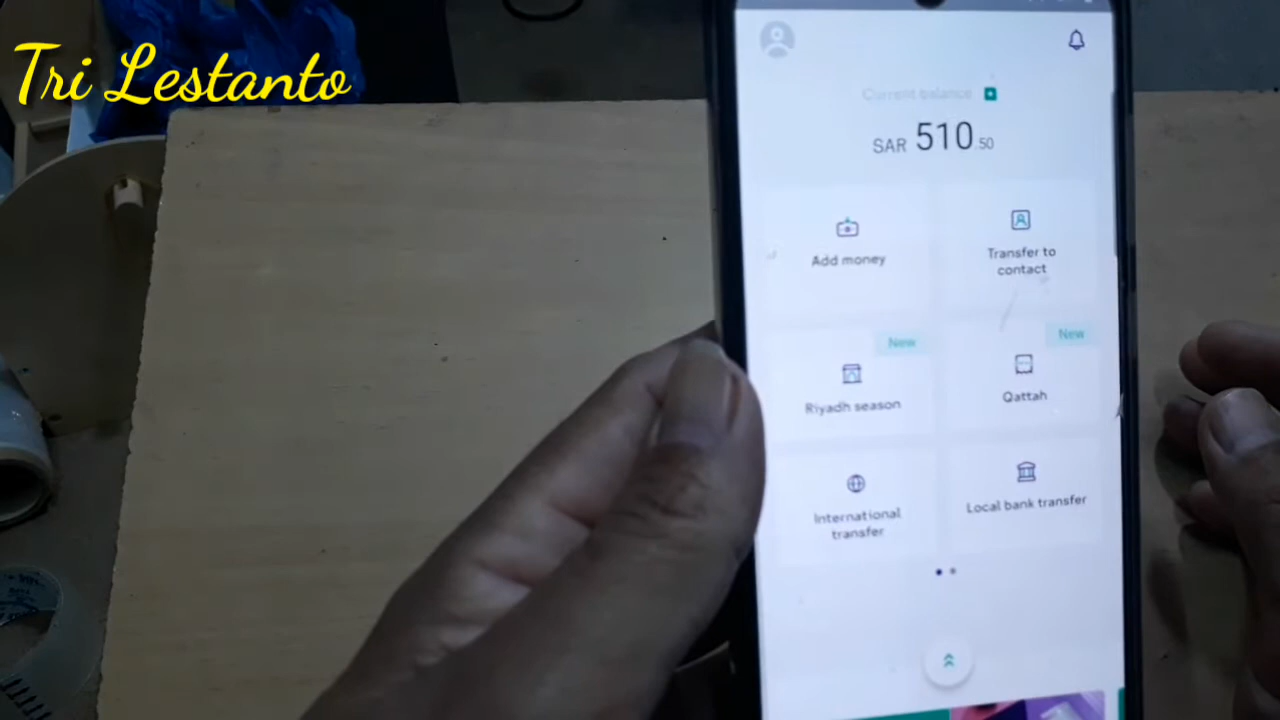 Tri Lestanto
Current balance
SAR 510.50
Add money
Transfer to
contact
New
New
Riyadh season
Qattah
International
transfer
Local bank transfer